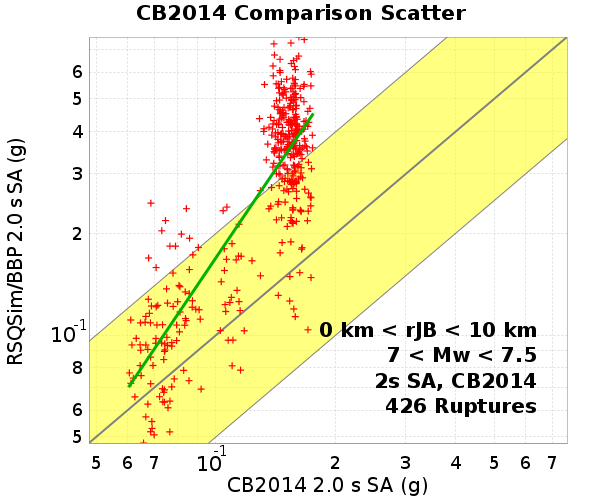 CB2014 Comparison Scatter
RSQSim/BBP 2.0 s SA (g)
6
5
4
3
2
10⁻¹
8
6
5
0 km < rJB < 10 km
7 < Mw < 7.5
2s SA, CB2014
426 Ruptures
5 6 7 10⁻¹ 2 3 4 5 6 7
CB2014 2.0 s SA (g)